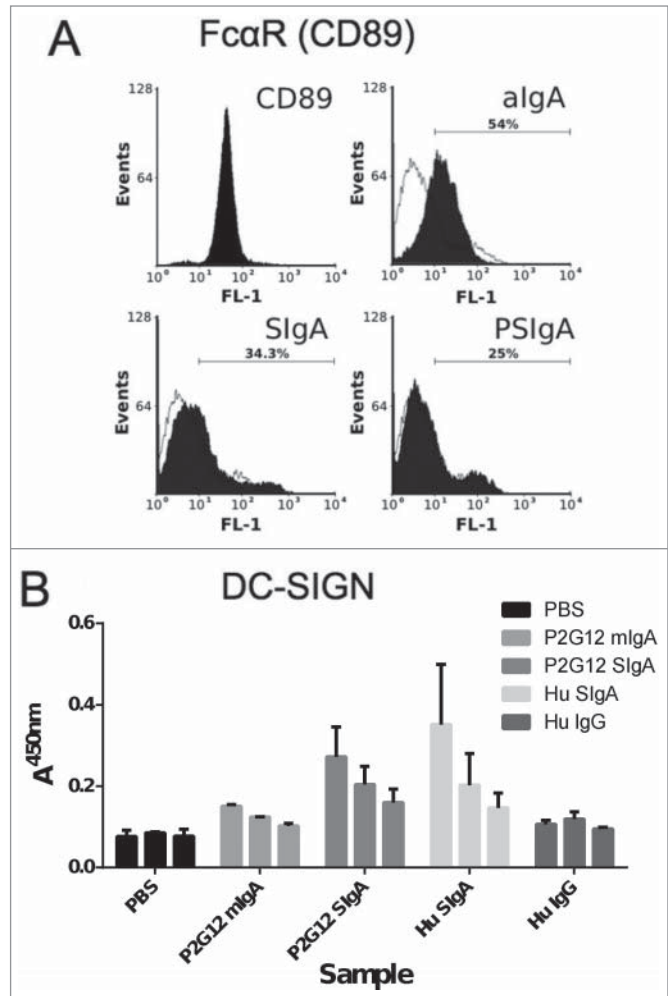 A FcαR (CD89)
128
CD89
64
Events
10⁰ 10¹ 10² 10³ 10⁴
FL-1
128
aIgA
54%
64
Events
10⁰ 10¹ 10² 10³ 10⁴
FL-1
128
SIgA
34.3%
64
Events
10⁰ 10¹ 10² 10³ 10⁴
FL-1
128
PSIgA
25%
64
Events
10⁰ 10¹ 10² 10³ 10⁴
FL-1
B DC-SIGN
0.6
0.4
0.2
0.0
A450nm
PBS
P2G12 mIgA
P2G12 SIgA
Hu SIgA
Hu IgG
PBS
P2G12 mIgA
P2G12 SIgA
Hu SIgA
Hu IgG
Sample